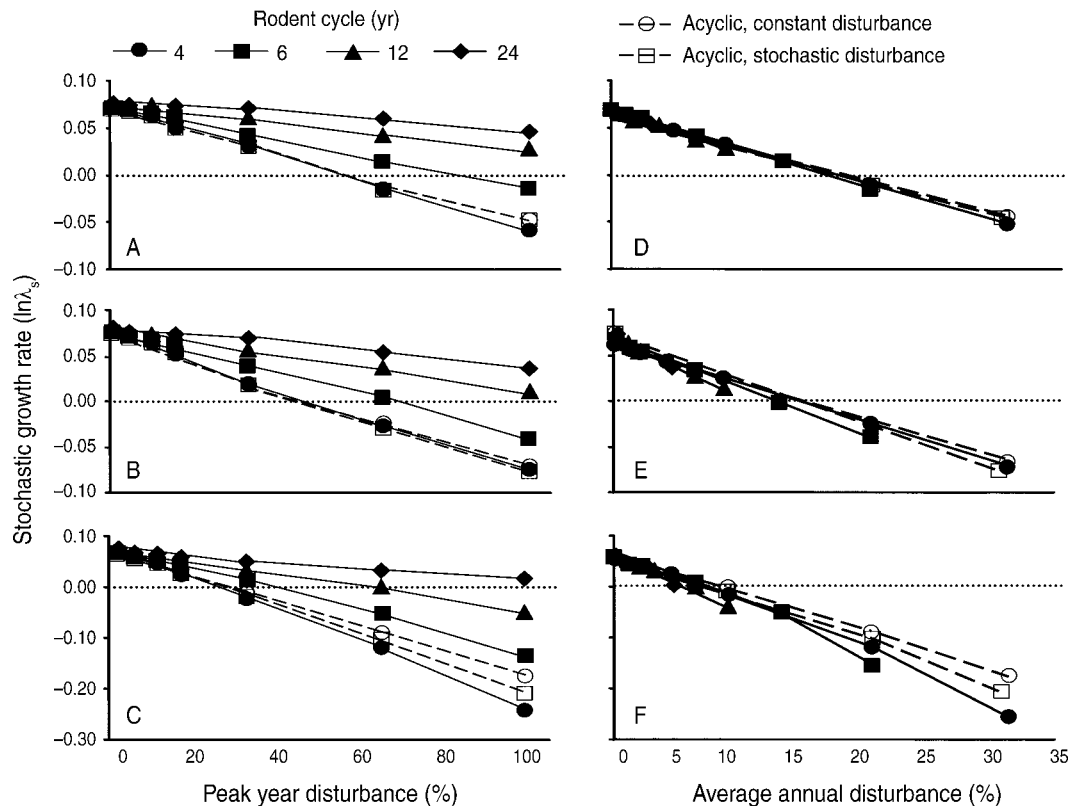 Rodent cycle (yr)
4 6 12 24
Acyclic, constant disturbance
Acyclic, stochastic disturbance
Stochastic growth rate (lnλs)
0.10
0.05
0.00
−0.05
−0.10
A
D
0.10
0.05
0.00
−0.05
−0.10
B
E
0.10
0.00
−0.10
−0.20
−0.30
C
F
0 20 40 60 80 100
0 5 10 15 20 25 30 35
Peak year disturbance (%)
Average annual disturbance (%)